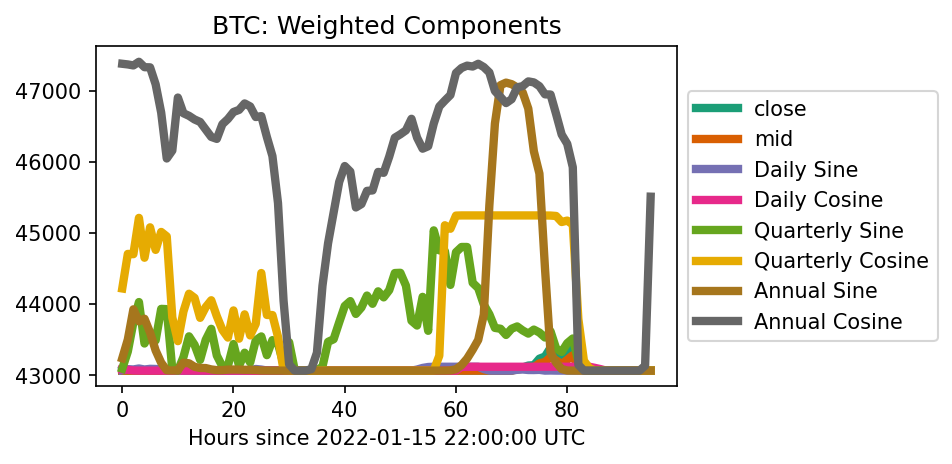 BTC: Weighted Components
47000
46000
45000
44000
43000
0 20 40 60 80
Hours since 2022-01-15 22:00:00 UTC
close
mid
Daily Sine
Daily Cosine
Quarterly Sine
Quarterly Cosine
Annual Sine
Annual Cosine